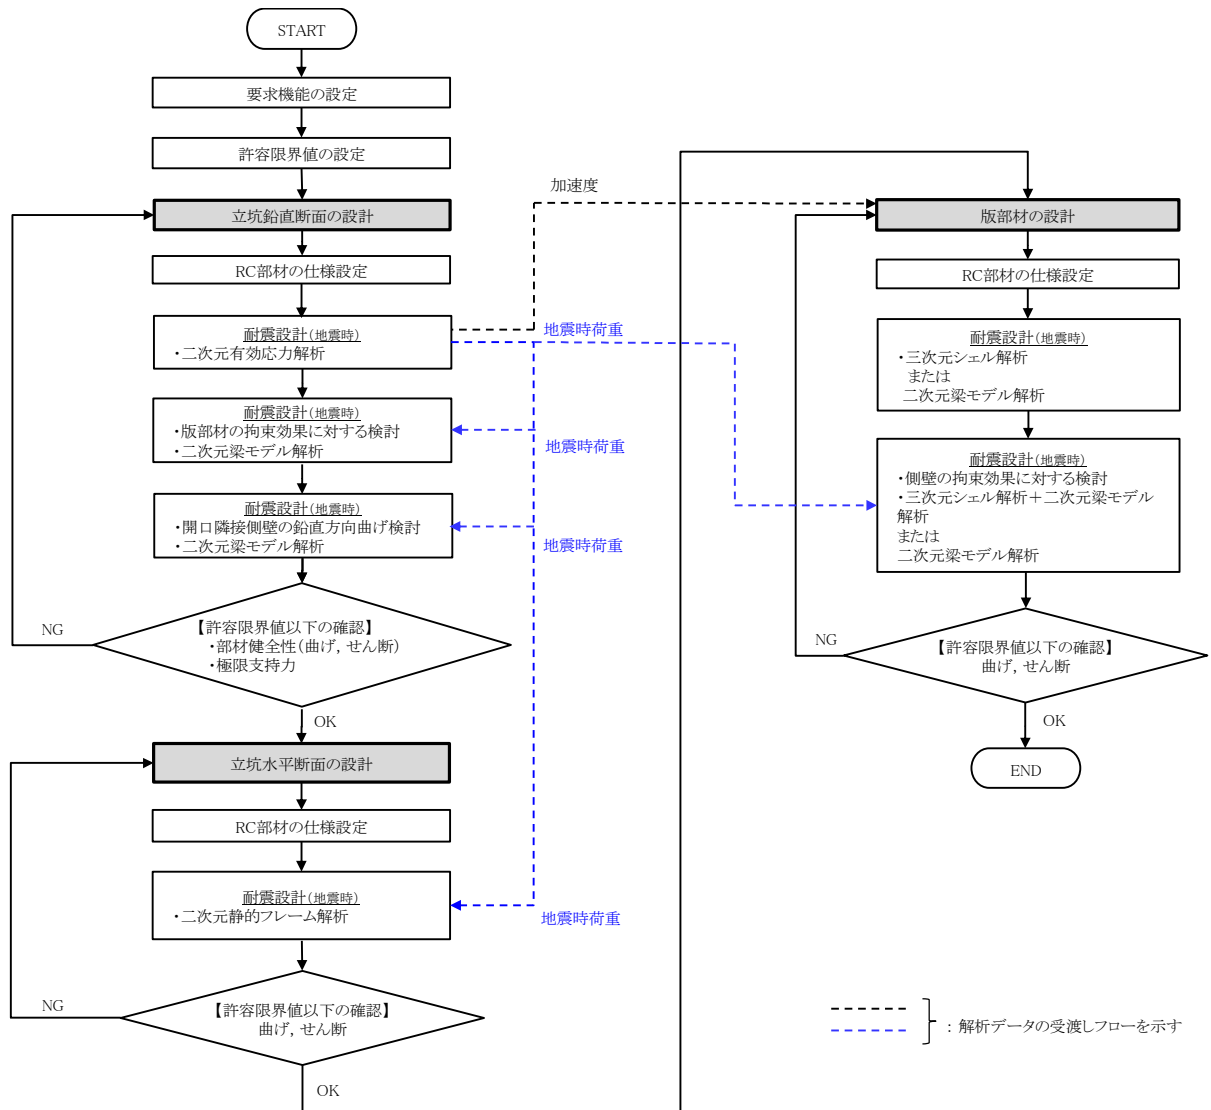 START
要求機能の設定
許容限界値の設定
立坑鉛直断面の設計
RC部材の仕様設定
耐震設計(地震時)
・二次元有効応力解析
耐震設計(地震時)
・版部材の拘束効果に対する検討
・二次元梁モデル解析
耐震設計(地震時)
・開口隣接側壁の鉛直方向曲げ検討
・二次元梁モデル解析
NG
【許容限界値以下の確認】
・部材健全性(曲げ, せん断)
・極限支持力
OK
立坑水平断面の設計
RC部材の仕様設定
耐震設計(地震時)
・二次元静的フレーム解析
NG
【許容限界値以下の確認】
曲げ, せん断
OK
加速度
地震時荷重
地震時荷重
地震時荷重
地震時荷重
版部材の設計
RC部材の仕様設定
耐震設計(地震時)
・三次元シェル解析
または
二次元梁モデル解析
耐震設計(地震時)
・側壁の拘束効果に対する検討
・三次元シェル解析＋二次元梁モデル
解析
または
二次元梁モデル解析
NG
【許容限界値以下の確認】
曲げ, せん断
OK
END
：解析データの受渡しフローを示す